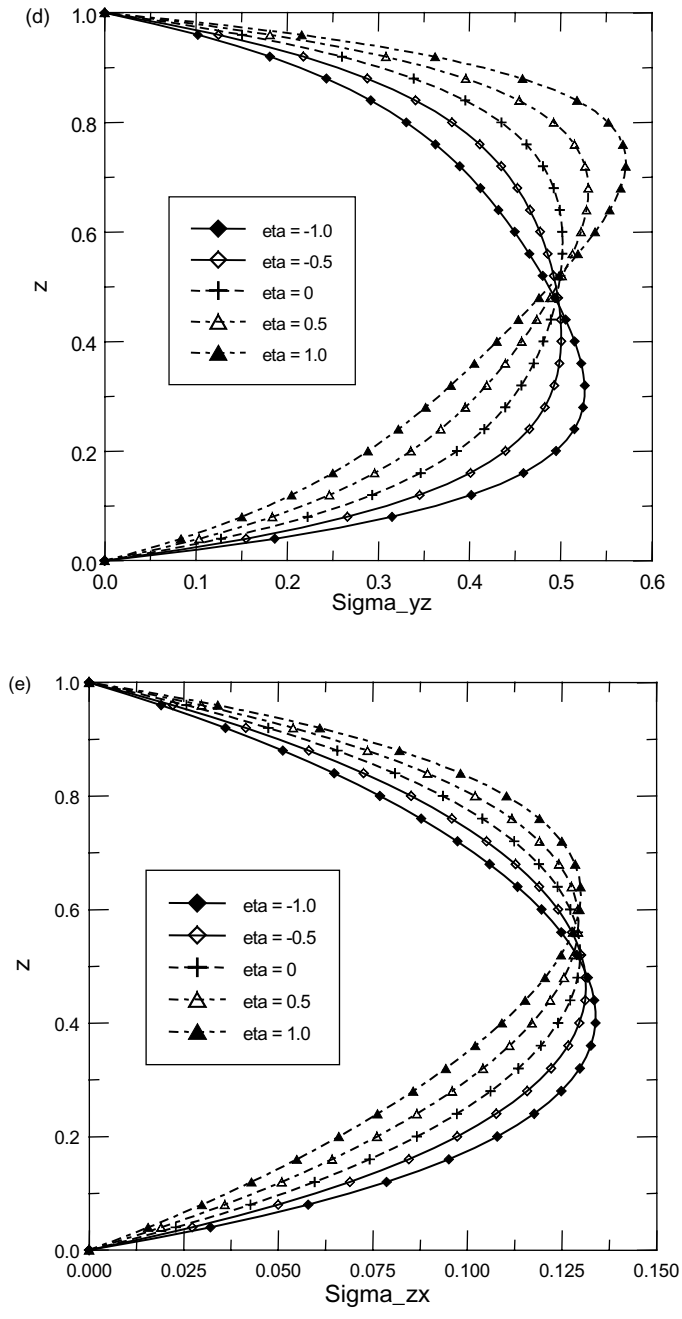 (d)
1.0
0.8
0.6
0.4
0.2
0.0
z
eta = -1.0
eta = -0.5
eta = 0
eta = 0.5
eta = 1.0
0.0 0.1 0.2 0.3 0.4 0.5 0.6
Sigma_yz
(e)
1.0
0.8
0.6
0.4
0.2
0.0
z
eta = -1.0
eta = -0.5
eta = 0
eta = 0.5
eta = 1.0
0.000 0.025 0.050 0.075 0.100 0.125 0.150
Sigma_zx